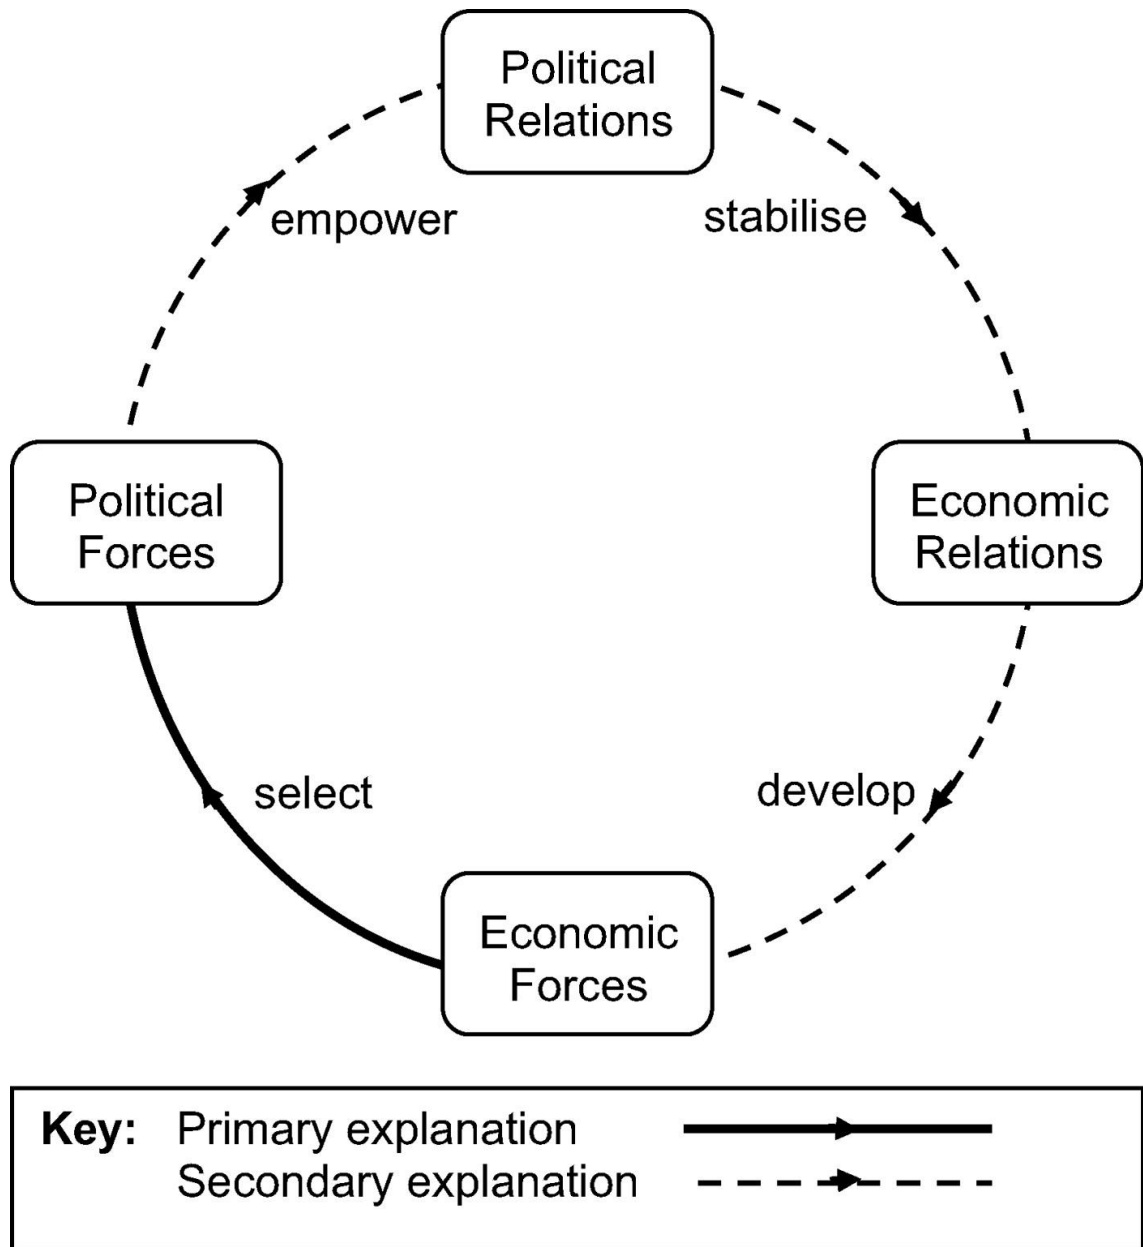 Political
Relations
empower
stabilise
Political
Forces
Economic
Relations
select
develop
Economic
Forces
Key: Primary explanation
Secondary explanation